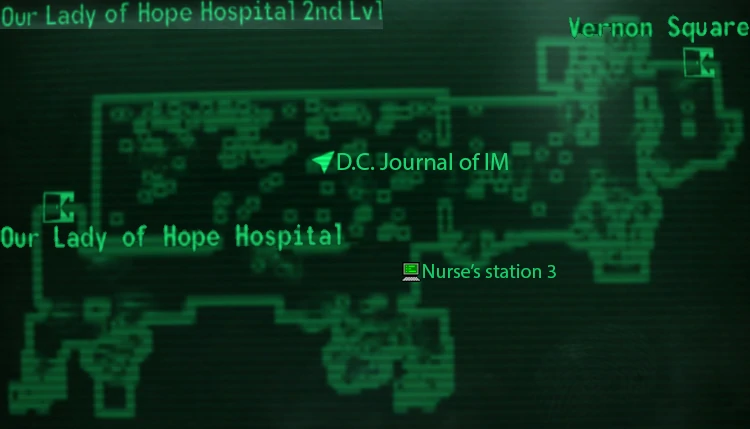 Our Lady of Hope Hospital 2nd Lvl
Vernon Square
D.C. Journal of IM
Our Lady of Hope Hospital
Nurse's station 3